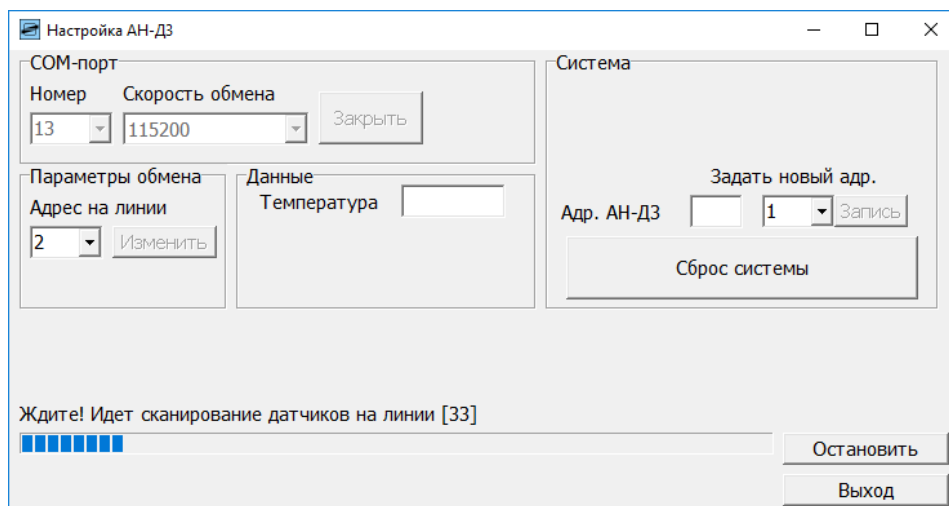 Настройка АН-Д3
COM-порт
Номер Скорость обмена
13 115200 Закрыть
Параметры обмена
Адрес на линии
2 Изменить
Данные
Температура
Система
Задать новый адр.
Адр. АН-Д3 1 Запись
Сброс системы
Ждите! Идет сканирование датчиков на линии [33]
Остановить
Выход